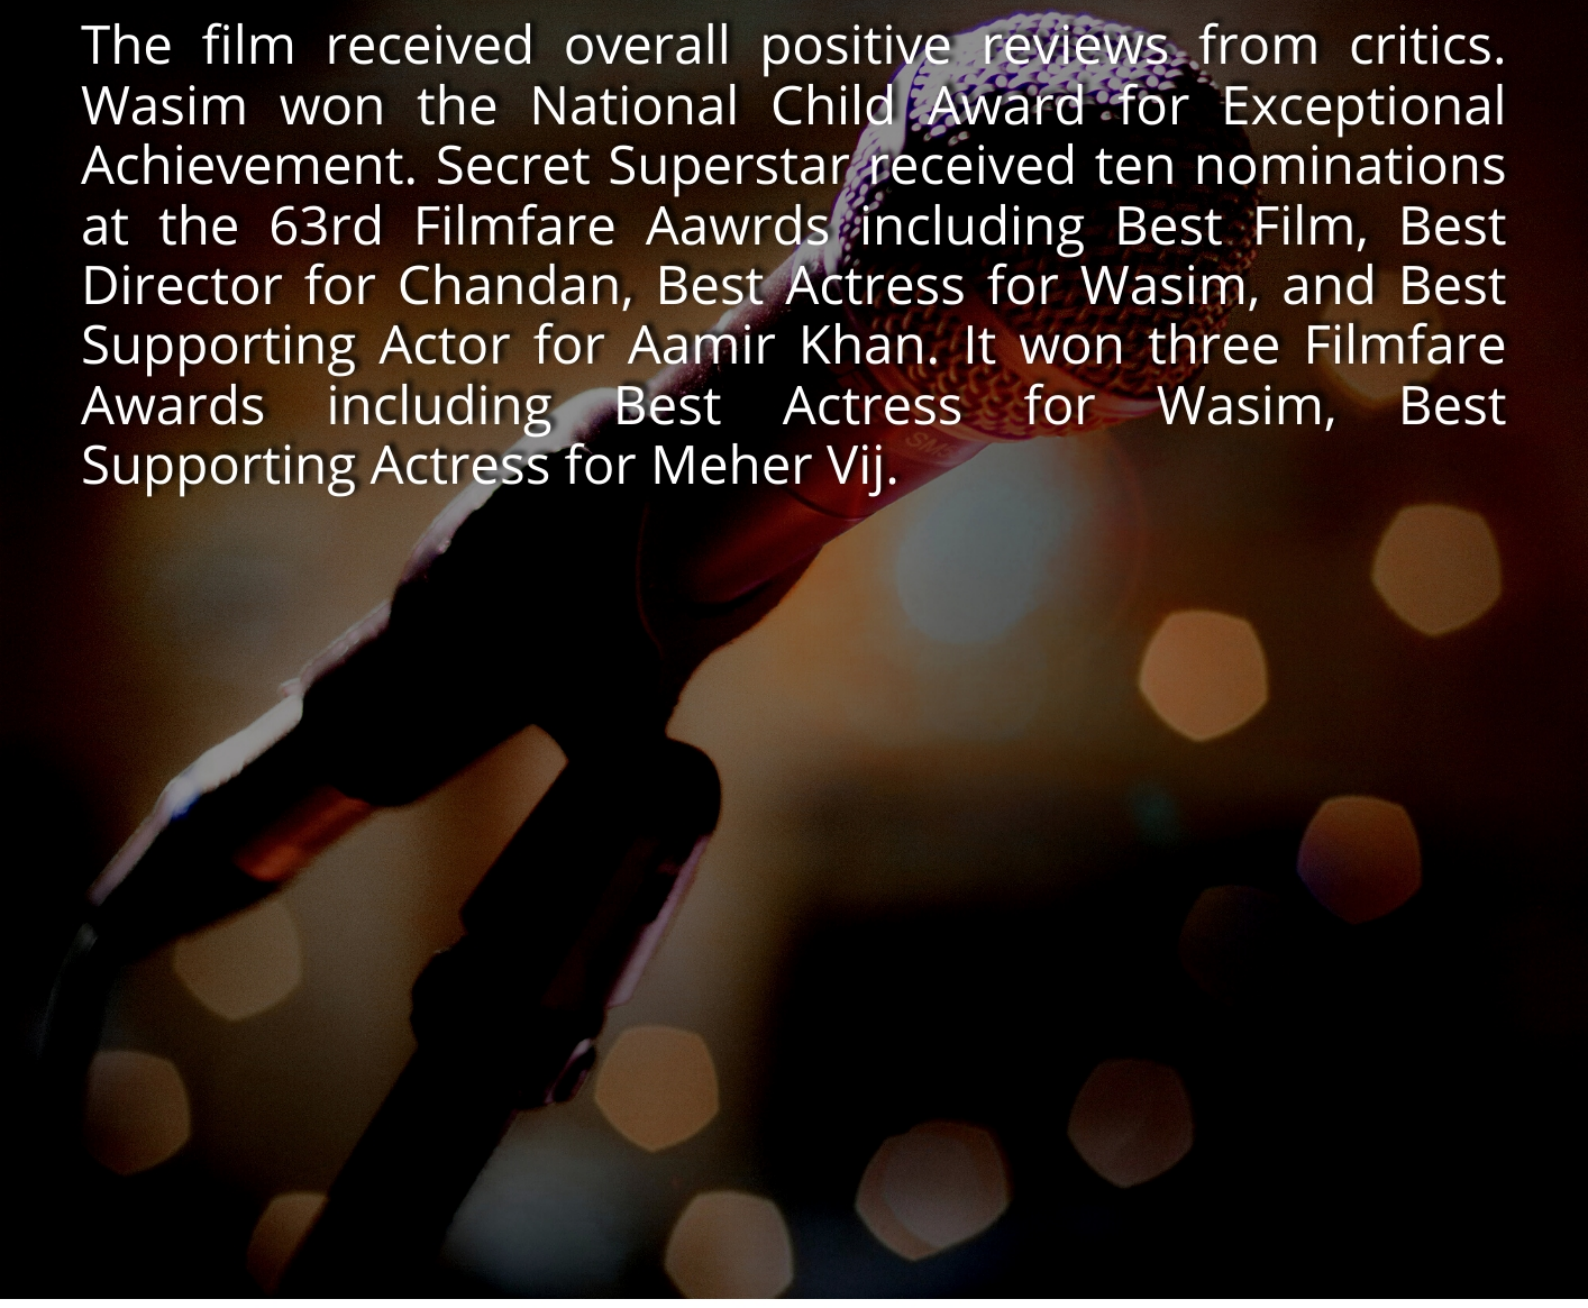 The film received overall positive reviews from critics.
Wasim won the National Child Award for Exceptional
Achievement. Secret Superstar received ten nominations
at the 63rd Filmfare Aawrds including Best Film, Best
Director for Chandan, Best Actress for Wasim, and Best
Supporting Actor for Aamir Khan. It won three Filmfare
Awards including Best Actress for Wasim, Best
Supporting Actress for Meher Vij.